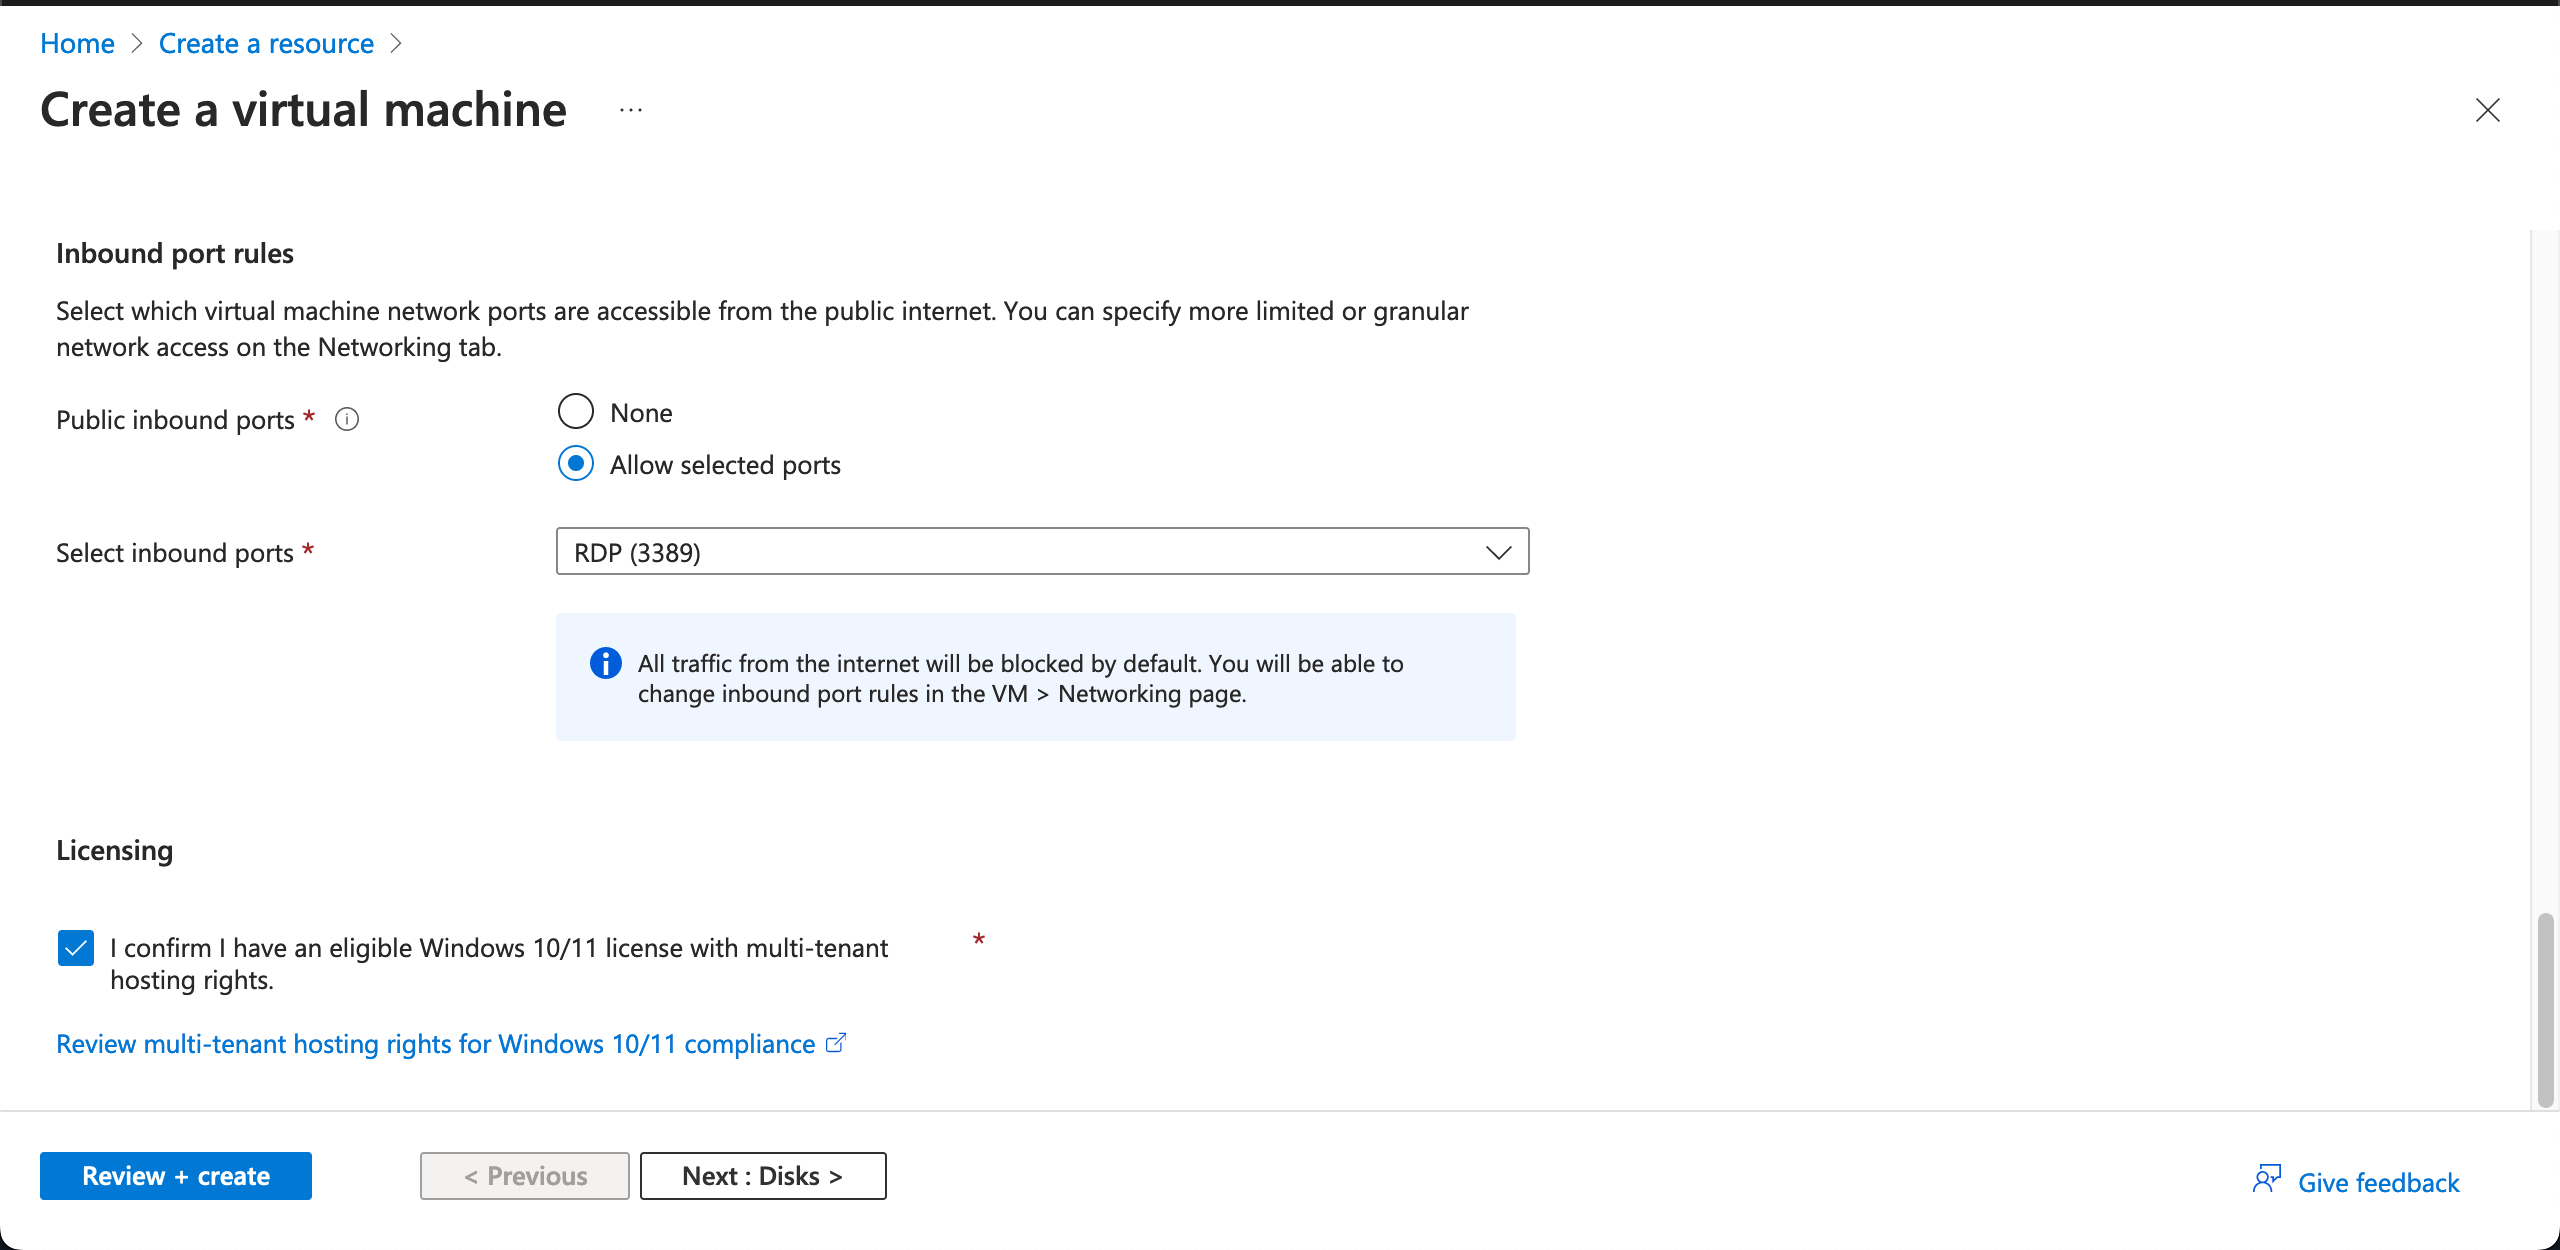 Home > Create a resource >
Create a virtual machine ...
Inbound port rules
Select which virtual machine network ports are accessible from the public internet. You can specify more limited or granular
network access on the Networking tab.
Public inbound ports *
None
Allow selected ports
Select inbound ports *
RDP (3389)
All traffic from the internet will be blocked by default. You will be able to
change inbound port rules in the VM > Networking page.
Licensing
I confirm I have an eligible Windows 10/11 license with multi-tenant *
hosting rights.
Review multi-tenant hosting rights for Windows 10/11 compliance
Review + create
< Previous
Next : Disks >
Give feedback